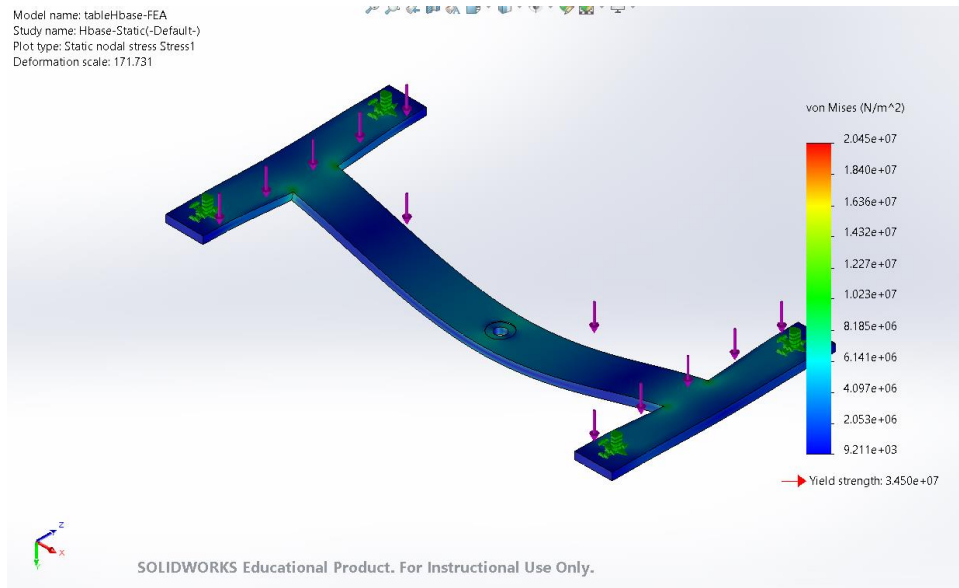 Model name: tableHbase-FEA
Study name: Hbase-Static(-Default-)
Plot type: Static nodal stress Stress1
Deformation scale: 171.731
von Mises (N/m^2)
2.045e+07
1.840e+07
1.636e+07
1.432e+07
1.227e+07
1.023e+07
8.185e+06
6.141e+06
4.097e+06
2.053e+06
9.211e+03
Yield strength: 3.450e+07
Z
X
Y
SOLIDWORKS Educational Product. For Instructional Use Only.